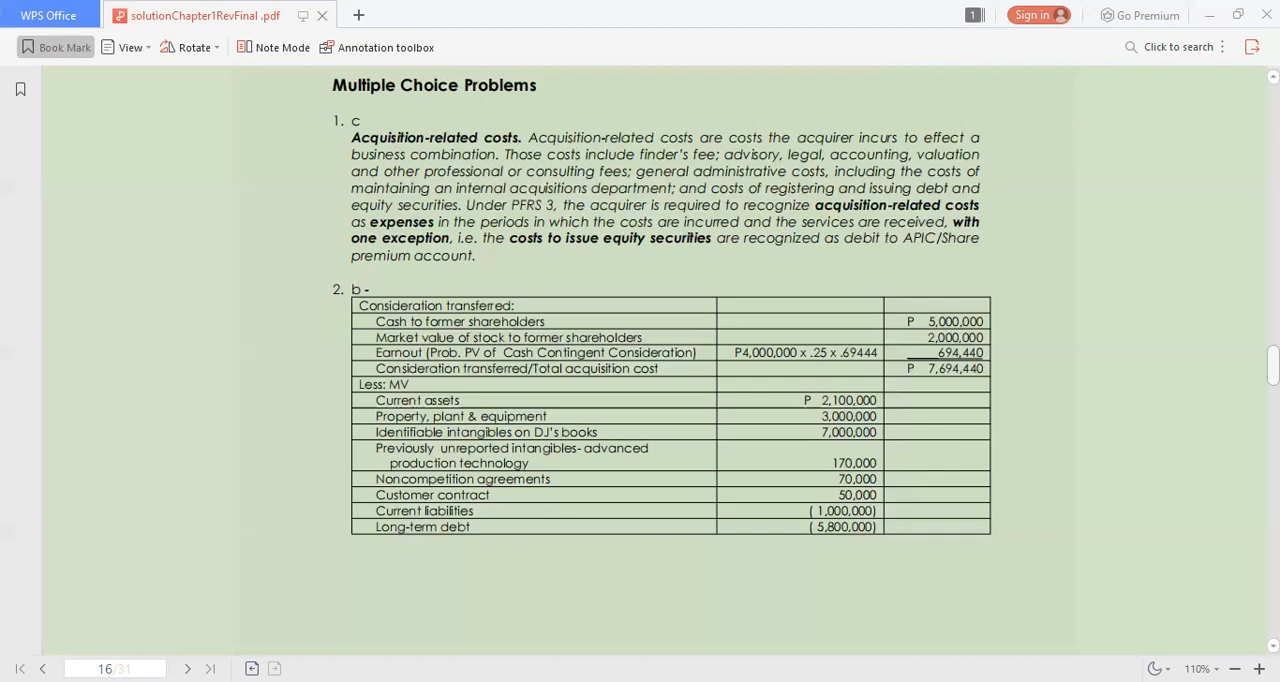 WPS Office
solutionChapter1RevFinal .pdf
1
Sign in
Go Premium
Book Mark
View
Rotate
Note Mode
Annotation toolbox
Click to search
Multiple Choice Problems
1. c
Acquisition-related costs. Acquisition-related costs are costs the acquirer incurs to effect a
business combination. Those costs include finder's fee; advisory, legal, accounting, valuation
and other professional or consulting fees; general administrative costs, including the costs of
maintaining an internal acquisitions department; and costs of registering and issuing debt and
equity securities. Under PFRS 3, the acquirer is required to recognize acquisition-related costs
as expenses in the periods in which the costs are incurred and the services are received, with
one exception, i.e. the costs to issue equity securities are recognized as debit to APIC/Share
premium account.
2. b -
Consideration transferred:
Cash to former shareholders P 5,000,000
Market value of stock to former shareholders 2,000,000
Earnout (Prob. PV of Cash Contingent Consideration) P4,000,000 x .25 x .69444 694,440
Consideration transferred/Total acquisition cost P 7,694,440
Less: MV
Current assets P 2,100,000
Property, plant & equipment 3,000,000
Identifiable intangibles on DJ's books 7,000,000
Previously unreported intangibles- advanced
production technology 170,000
Noncompetition agreements 70,000
Customer contract 50,000
Current liabilities ( 1,000,000)
Long-term debt ( 5,800,000)
16/31
110%